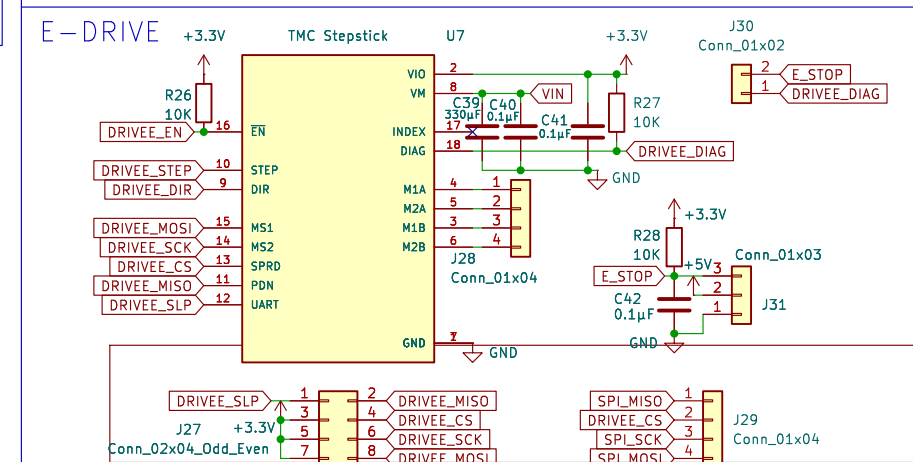 E-DRIVE
+3.3V
TMC Stepstick
U7
+3.3V
J30
Conn_01x02
2 E_STOP
1 DRIVEE_DIAG
R26
10K
DRIVEE_EN 16 EN
DRIVEE_STEP 10 STEP
DRIVEE_DIR 9 DIR
DRIVEE_MOSI 15 MS1
DRIVEE_SCK 14 MS2
DRIVEE_CS 13 SPRD
DRIVEE_MISO 11 PDN
DRIVEE_SLP 12 UART
VIO 2
VM 8 VIN
INDEX 17
DIAG 18 DRIVEE_DIAG
C39
330µF
C40
0.1µF
C41
0.1µF
R27
10K
GND
M1A 4 1
M2A 5 2
M1B 3 3
M2B 6 4
J28
Conn_01x04
GND
GND
+3.3V
R28
10K
E_STOP
+5V
Conn_01x03
3
2
1
J31
C42
0.1µF
GND
DRIVEE_SLP 1 2 DRIVEE_MISO
3 4 DRIVEE_CS
5 6 DRIVEE_SCK
7 8 DRIVEE_MOSI
J27
+3.3V
Conn_02x04_Odd_Even
SPI_MISO 1
DRIVEE_CS 2
SPI_SCK 3
SPI_MOSI 4
J29
Conn_01x04